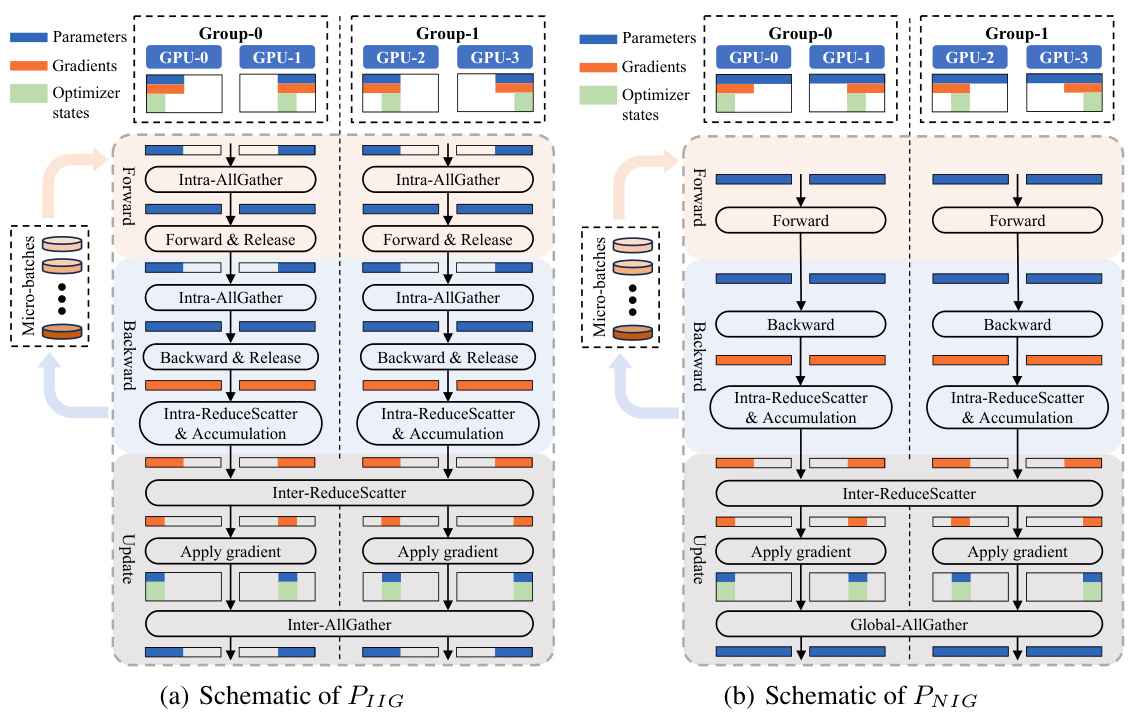 Parameters
Gradients
Optimizer
states
Group-0
GPU-0
GPU-1
Group-1
GPU-2
GPU-3
Micro-batches
Forward
Intra-AllGather
Intra-AllGather
Forward & Release
Forward & Release
Backward
Intra-AllGather
Intra-AllGather
Backward & Release
Backward & Release
Intra-ReduceScatter
& Accumulation
Intra-ReduceScatter
& Accumulation
Update
Inter-ReduceScatter
Apply gradient
Apply gradient
Inter-AllGather
(a) Schematic of P_{IIG}
Parameters
Gradients
Optimizer
states
Group-0
GPU-0
GPU-1
Group-1
GPU-2
GPU-3
Micro-batches
Forward
Forward
Forward
Backward
Backward
Backward
Intra-ReduceScatter
& Accumulation
Intra-ReduceScatter
& Accumulation
Update
Inter-ReduceScatter
Apply gradient
Apply gradient
Global-AllGather
(b) Schematic of P_{NIG}